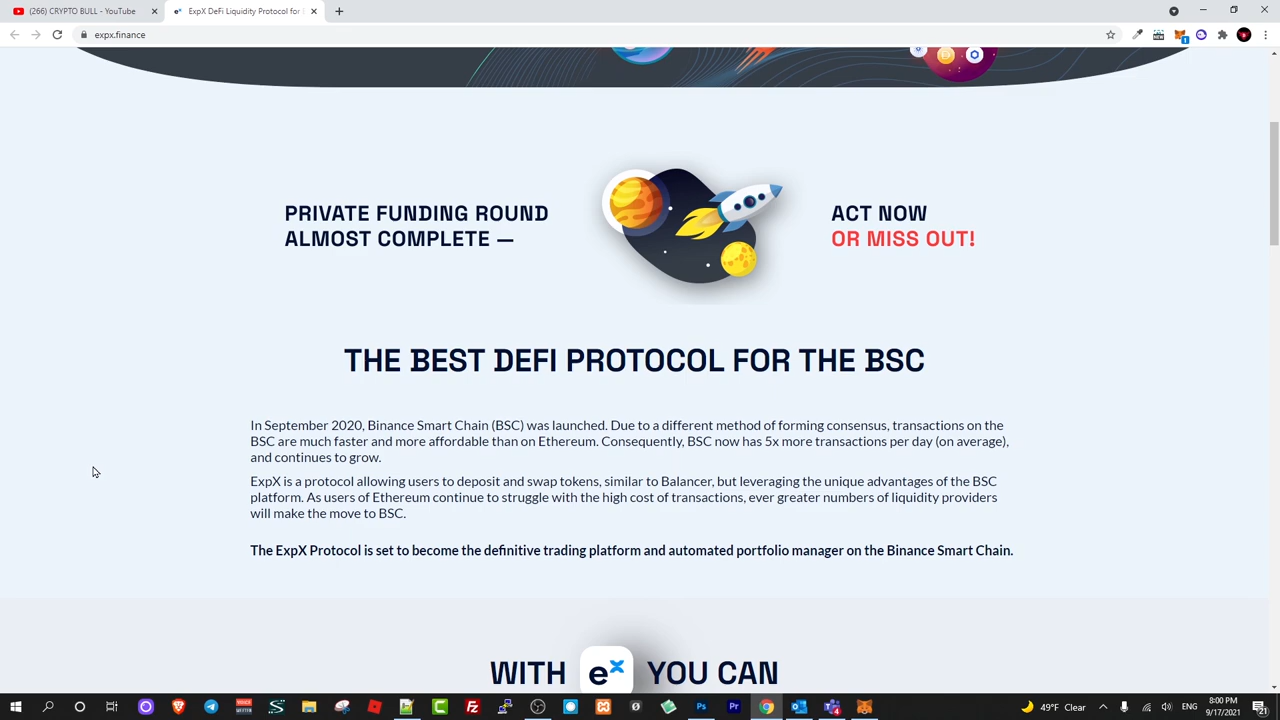 (266) CRYPTO BULL - YouTube
ExpX DeFi Liquidity Protocol for
expx.finance
1
PRIVATE FUNDING ROUND
ALMOST COMPLETE —
ACT NOW
OR MISS OUT!
THE BEST DEFI PROTOCOL FOR THE BSC
In September 2020, Binance Smart Chain (BSC) was launched. Due to a different method of forming consensus, transactions on the
BSC are much faster and more affordable than on Ethereum. Consequently, BSC now has 5x more transactions per day (on average),
and continues to grow.
ExpX is a protocol allowing users to deposit and swap tokens, similar to Balancer, but leveraging the unique advantages of the BSC
platform. As users of Ethereum continue to struggle with the high cost of transactions, ever greater numbers of liquidity providers
will make the move to BSC.
The ExpX Protocol is set to become the definitive trading platform and automated portfolio manager on the Binance Smart Chain.
WITH ex YOU CAN
49°F Clear
8:00 PM
9/17/2021